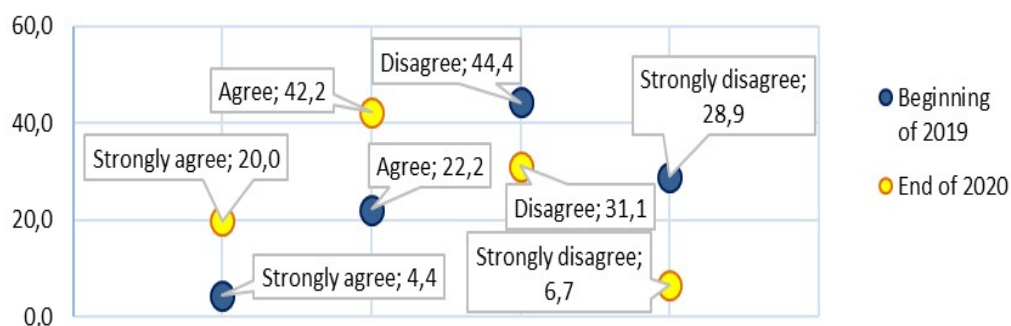 60,0
40,0
20,0
0,0
Disagree; 44,4
Strongly disagree;
28,9
Agree; 42,2
Strongly agree; 20,0
Agree; 22,2
Disagree; 31,1
Strongly agree; 4,4
Strongly disagree;
6,7
Beginning
of 2019
End of 2020